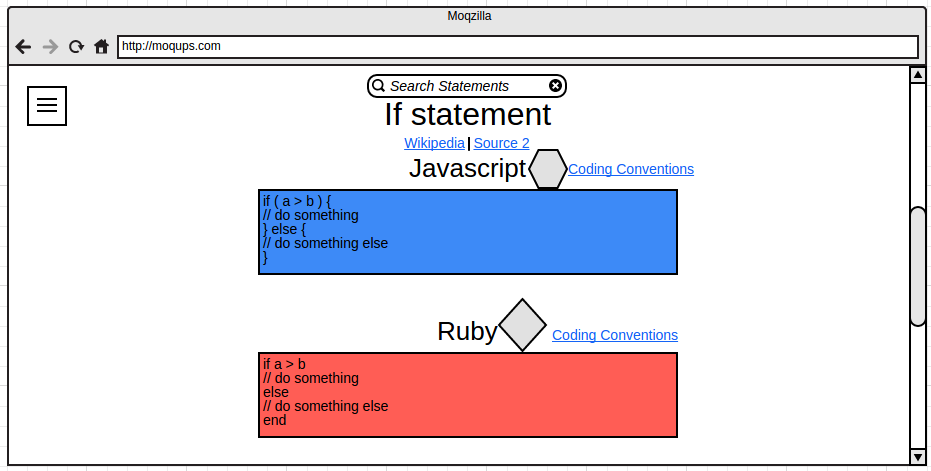 Moqzilla
http://moqups.com
Search Statements
If statement
Wikipedia | Source 2
Javascript Coding Conventions
if ( a > b ) {
// do something
} else {
// do something else
}
Ruby Coding Conventions
if a > b
// do something
else
// do something else
end